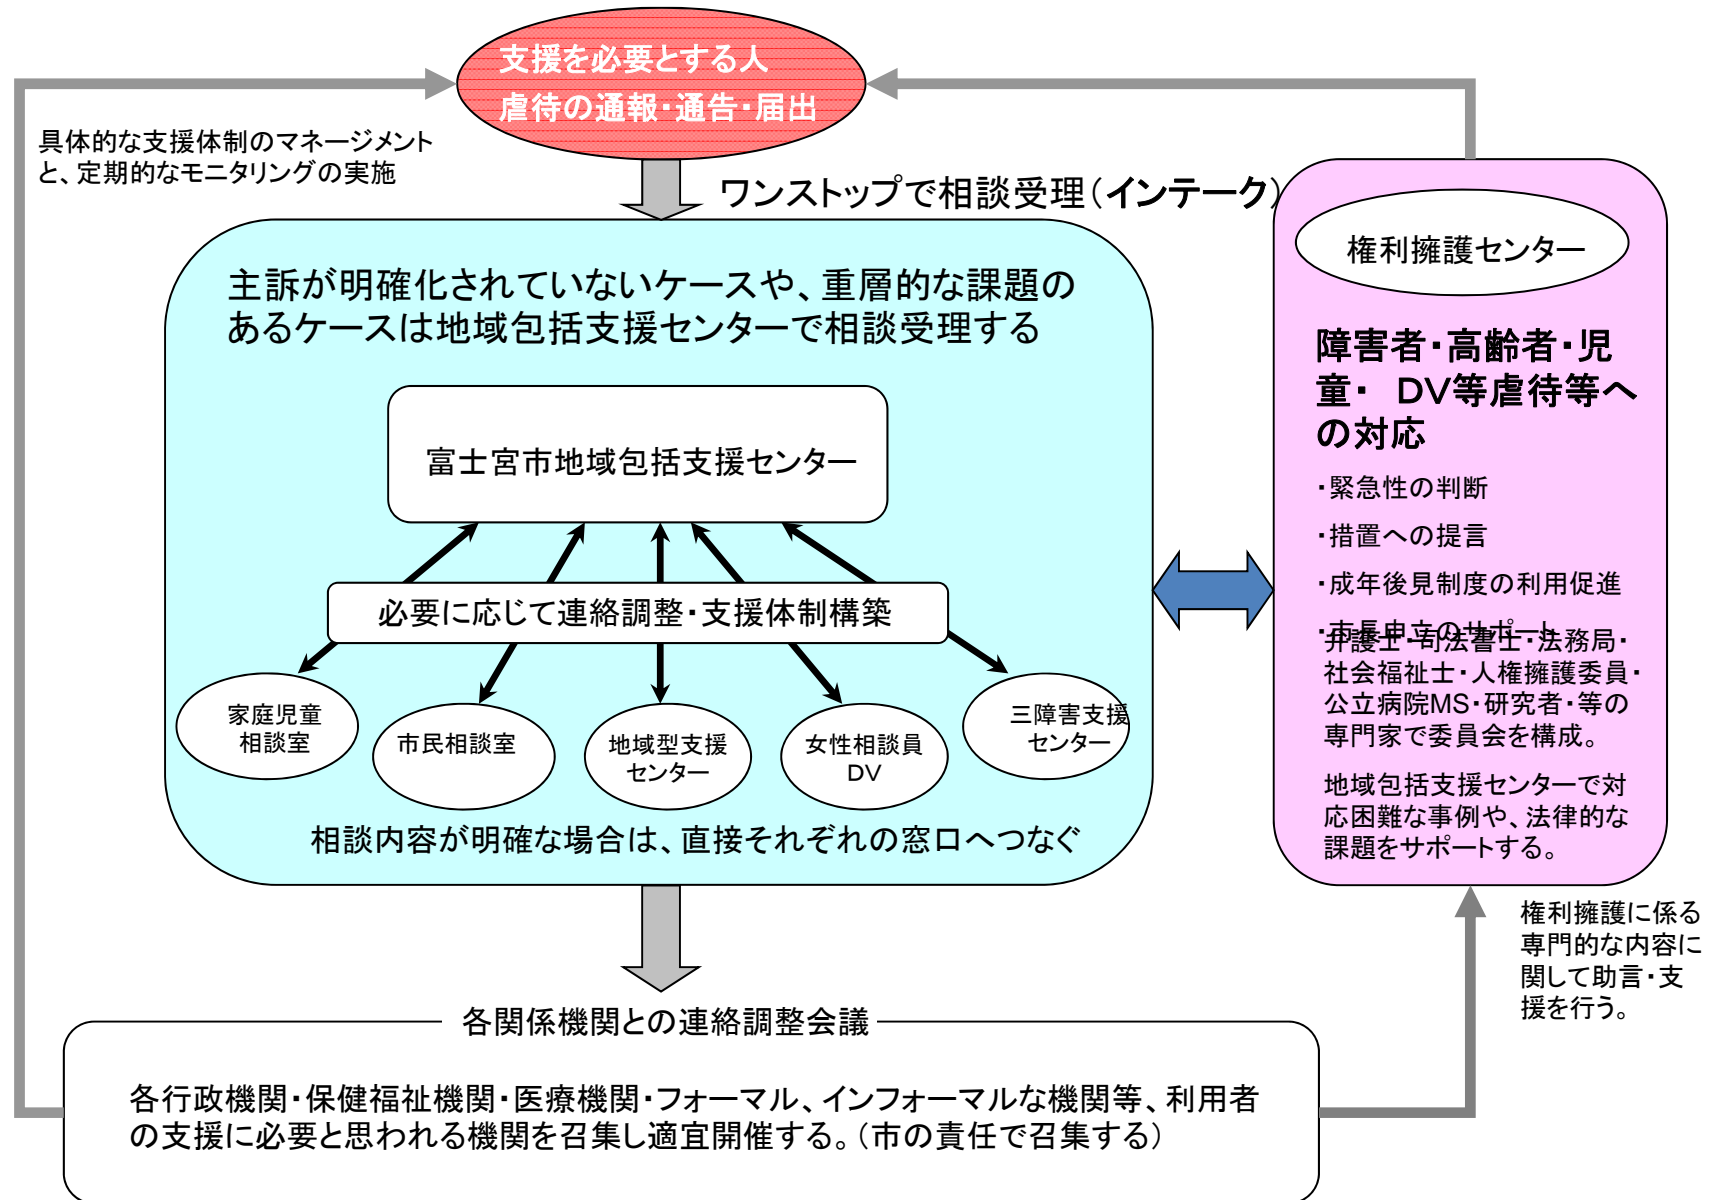 支援を必要とする人
虐待の通報・通告・届出
具体的な支援体制のマネージメント
と、定期的なモニタリングの実施
ワンストップで相談受理（インテーク）
主訴が明確化されていないケースや、重層的な課題の
あるケースは地域包括支援センターで相談受理する
富士宮市地域包括支援センター
必要に応じて連絡調整・支援体制構築
家庭児童
相談室
市民相談室
地域型支援
センター
女性相談員
DV
三障害支援
センター
相談内容が明確な場合は、直接それぞれの窓口へつなぐ
権利擁護センター
障害者・高齢者・児
童・　DV等虐待等へ
の対応
・緊急性の判断
・措置への提言
・成年後見制度の利用促進
・市長申立のサポート
弁護士・司法書士・法務局・
社会福祉士・人権擁護委員・
公立病院MS・研究者・等の
専門家で委員会を構成。
地域包括支援センターで対
応困難な事例や、法律的な
課題をサポートする。
権利擁護に係る
専門的な内容に
関して助言・支
援を行う。
各関係機関との連絡調整会議
各行政機関・保健福祉機関・医療機関・フォーマル、インフォーマルな機関等、利用者
の支援に必要と思われる機関を召集し適宜開催する。（市の責任で召集する）